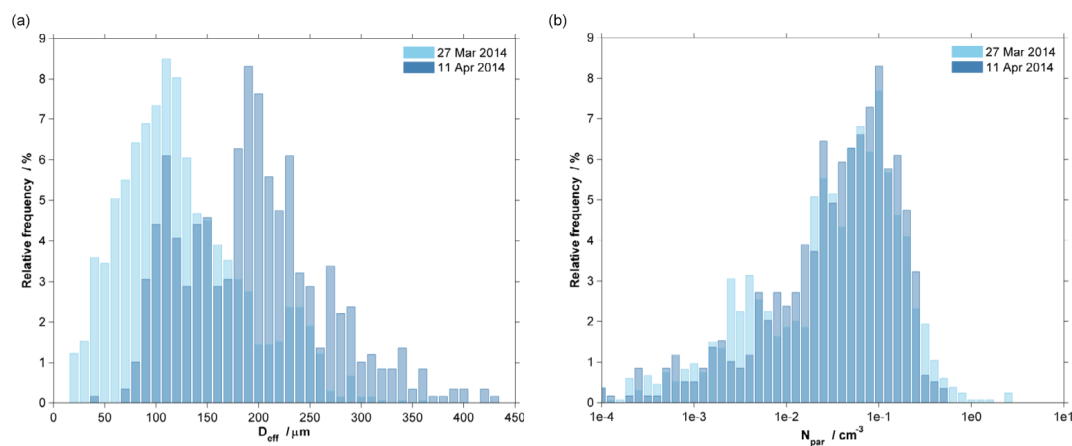 (a)
(b)
9
8
7
6
5
4
3
2
1
0
Relative frequency / %
27 Mar 2014
11 Apr 2014
0 50 100 150 200 250 300 350 400 450
D_eff / μm
9
8
7
6
5
4
3
2
1
0
Relative frequency / %
27 Mar 2014
11 Apr 2014
1e-4 1e-3 1e-2 1e-1 1e0 1e1
N_par / cm⁻³